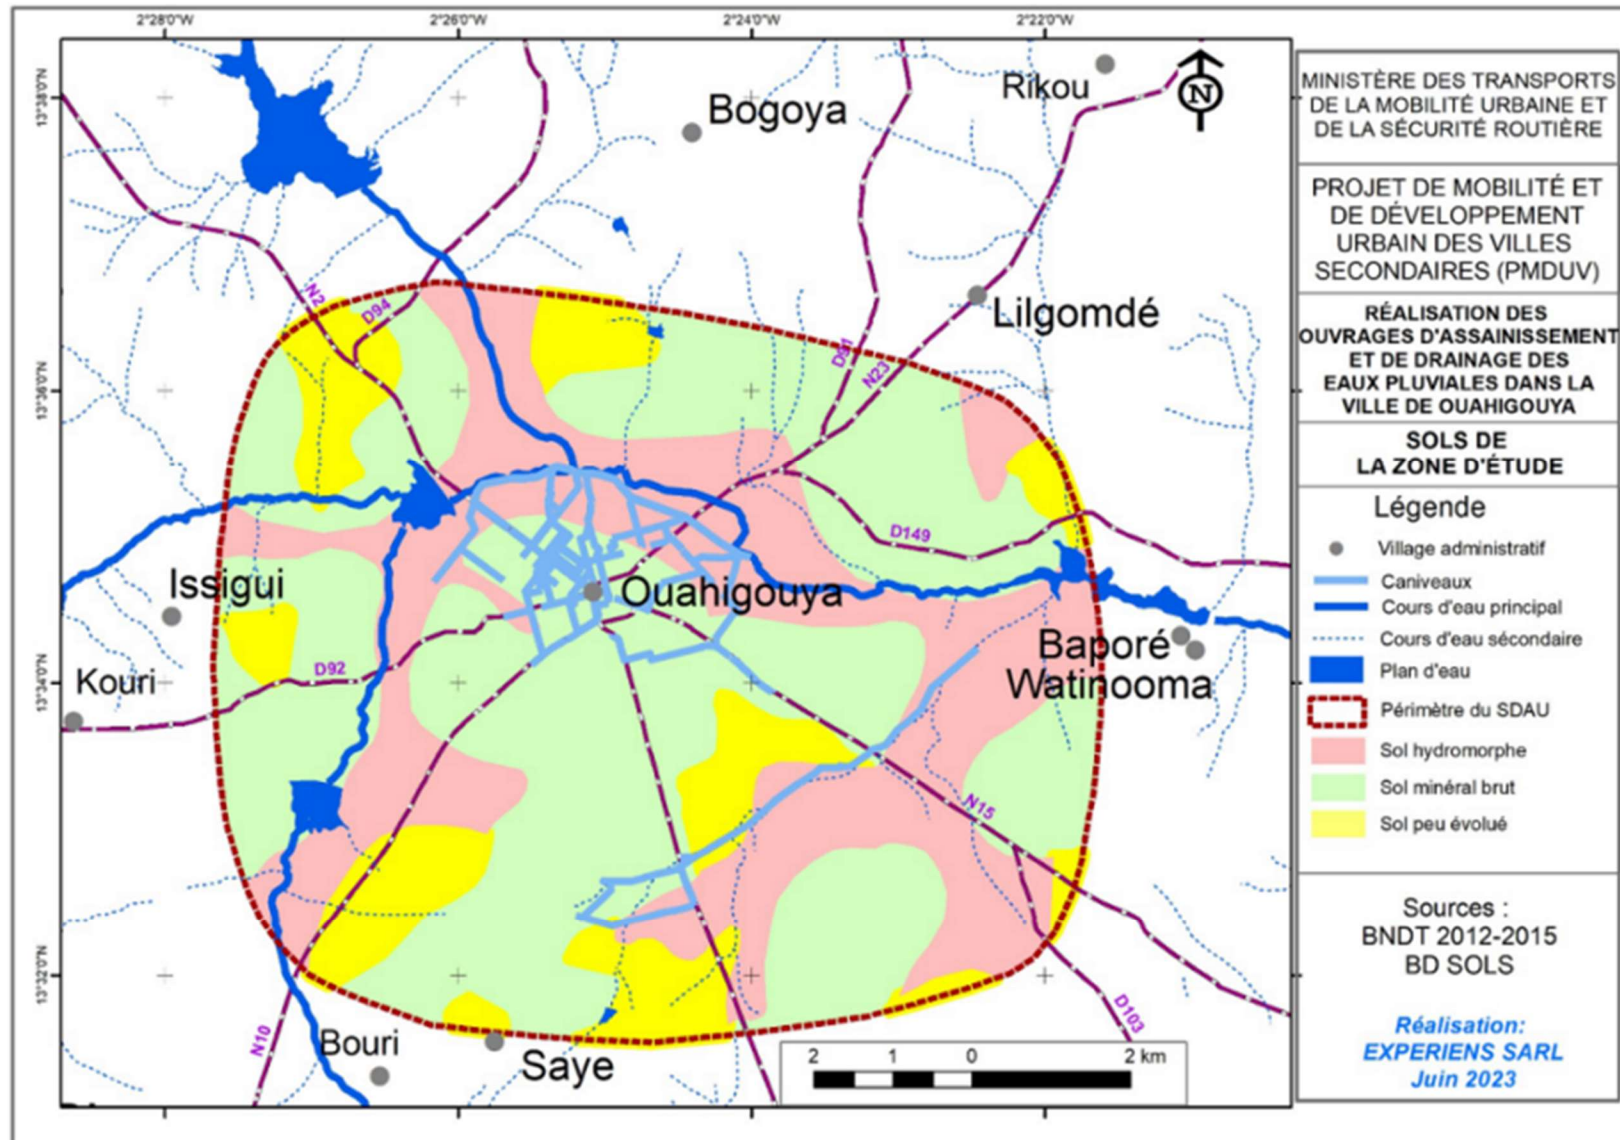 2°28'0"W
2°26'0"W
2°24'0"W
2°22'0"W
13°38'0"N
13°36'0"N
13°34'0"N
13°32'0"N
Rikou
Bogoya
Lilgomdé
N2
D94
D91
N23
D149
Issigui
Ouahigouya
Kouri
D92
Baporé
Watinooma
N15
N10
D103
Bouri
Saye
2 1 0 2 km
N
MINISTÈRE DES TRANSPORTS
DE LA MOBILITÉ URBAINE ET
DE LA SÉCURITÉ ROUTIÈRE
PROJET DE MOBILITÉ ET
DE DÉVELOPPEMENT
URBAIN DES VILLES
SECONDAIRES (PMDUV)
RÉALISATION DES
OUVRAGES D'ASSAINISSEMENT
ET DE DRAINAGE DES
EAUX PLUVIALES DANS LA
VILLE DE OUAHIGOUYA
SOLS DE
LA ZONE D'ÉTUDE
Légende
Village administratif
Caniveaux
Cours d'eau principal
Cours d'eau sécondaire
Plan d'eau
Périmètre du SDAU
Sol hydromorphe
Sol minéral brut
Sol peu évolué
Sources :
BNDT 2012-2015
BD SOLS
Réalisation:
EXPERIENS SARL
Juin 2023